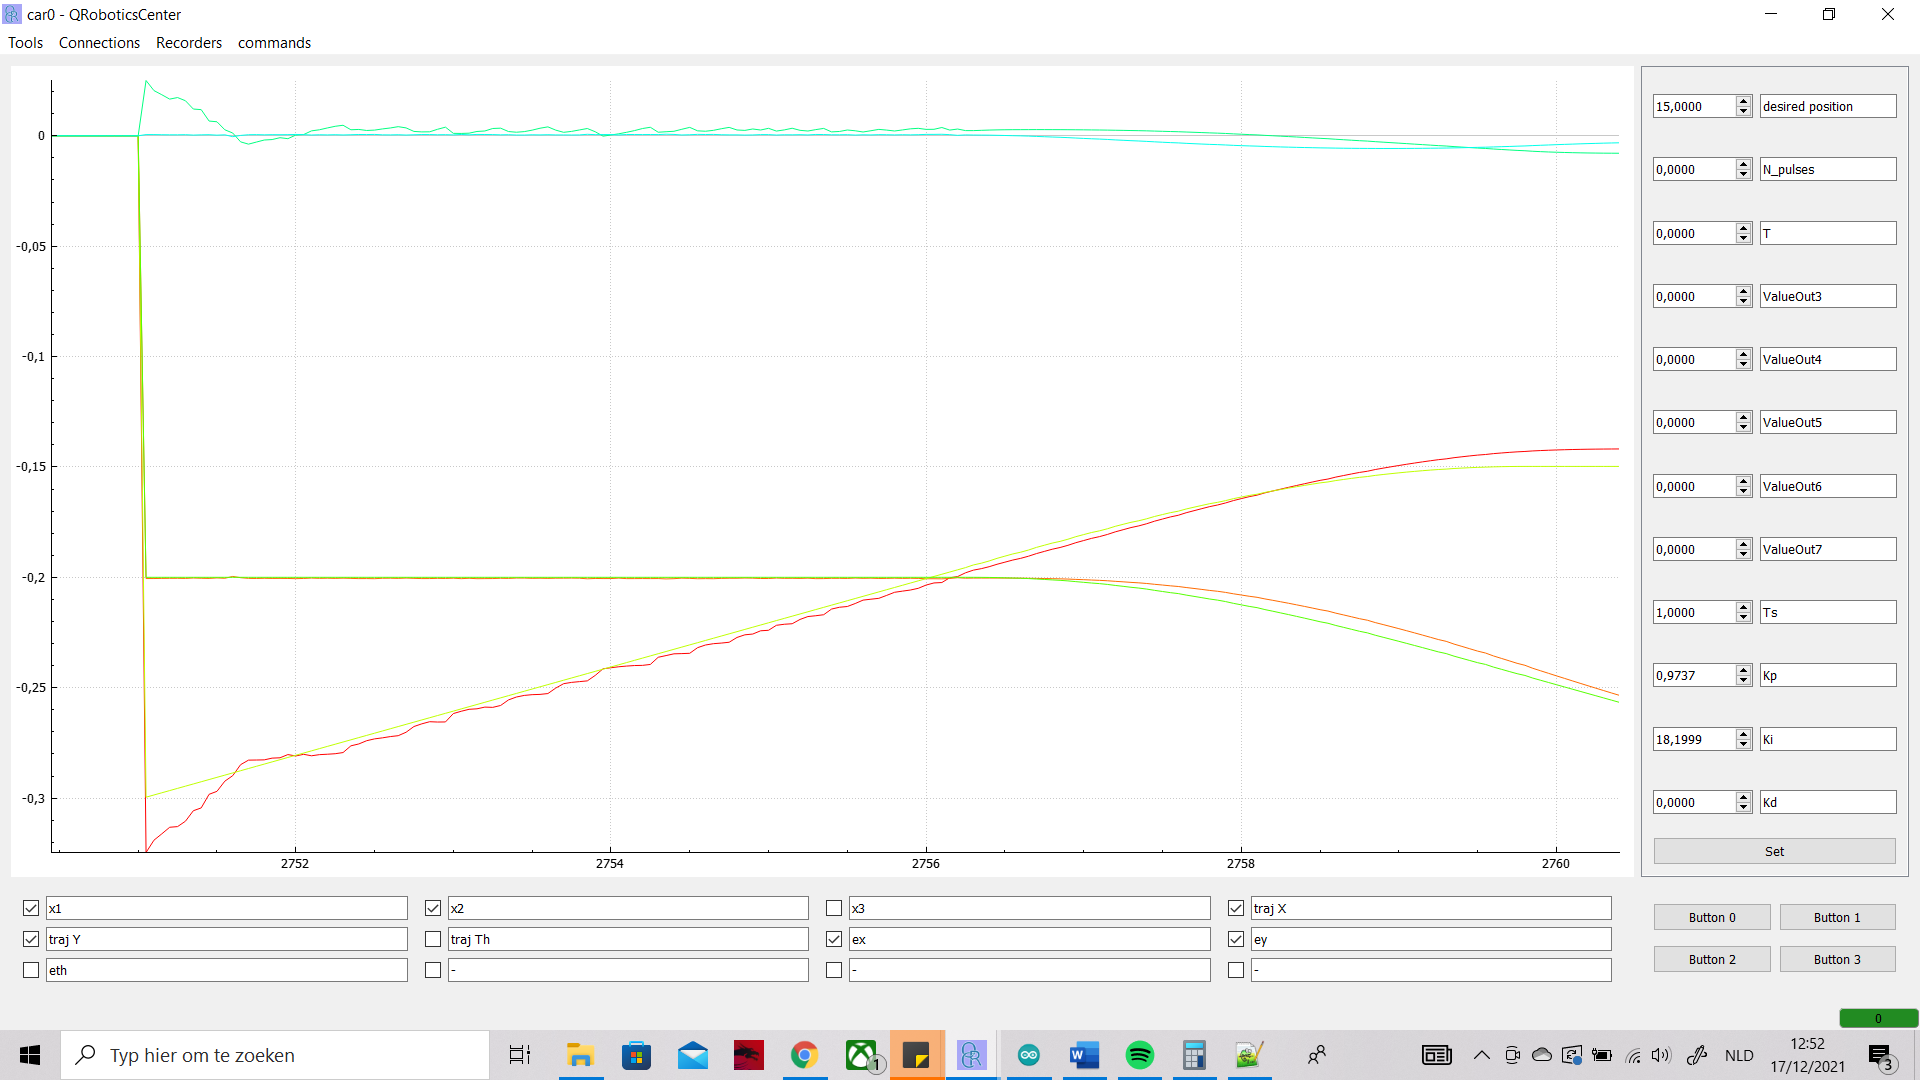 car0 - QRoboticsCenter
Tools Connections Recorders commands
0
-0,05
-0,1
-0,15
-0,2
-0,25
-0,3
2752 2754 2756 2758 2760
15,0000 desired position
0,0000 N_pulses
0,0000 T
0,0000 ValueOut3
0,0000 ValueOut4
0,0000 ValueOut5
0,0000 ValueOut6
0,0000 ValueOut7
1,0000 Ts
0,9737 Kp
18,1999 Ki
0,0000 Kd
Set
x1 x2 x3 traj X
traj Y traj Th ex ey
eth - - -
Button 0 Button 1
Button 2 Button 3
0
Typ hier om te zoeken
1
NLD
12:52
17/12/2021
3